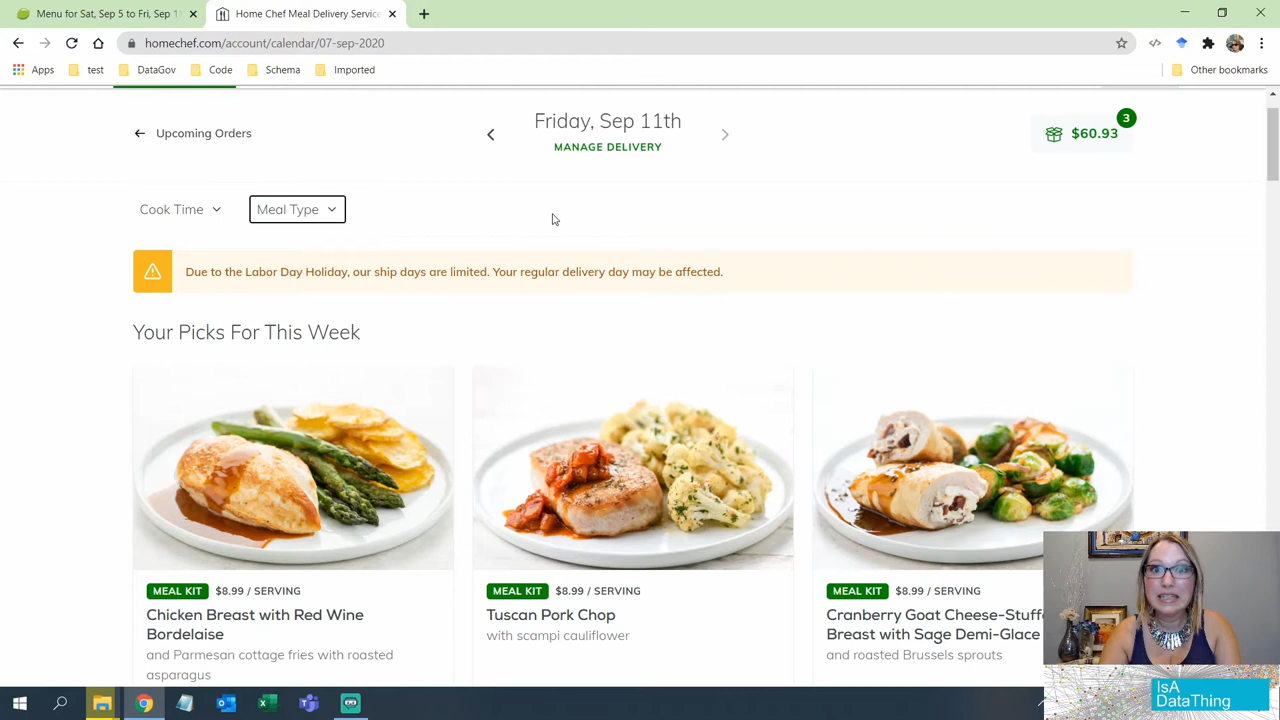 Menu for Sat, Sep 5 to Fri, Sep 1
Home Chef Meal Delivery Service
homechef.com/account/calendar/07-sep-2020
Apps
test
DataGov
Code
Schema
Imported
Other bookmarks
Upcoming Orders
Friday, Sep 11th
MANAGE DELIVERY
3
$60.93
Cook Time
Meal Type
Due to the Labor Day Holiday, our ship days are limited. Your regular delivery day may be affected.
Your Picks For This Week
MEAL KIT $8.99 / SERVING
Chicken Breast with Red Wine
Bordelaise
and Parmesan cottage fries with roasted
asparagus
MEAL KIT $8.99 / SERVING
Tuscan Pork Chop
with scampi cauliflower
MEAL KIT $8.99 / SERVING
Cranberry Goat Cheese-Stuffe
Breast with Sage Demi-Glace
and roasted Brussels sprouts
IsA
DataThing